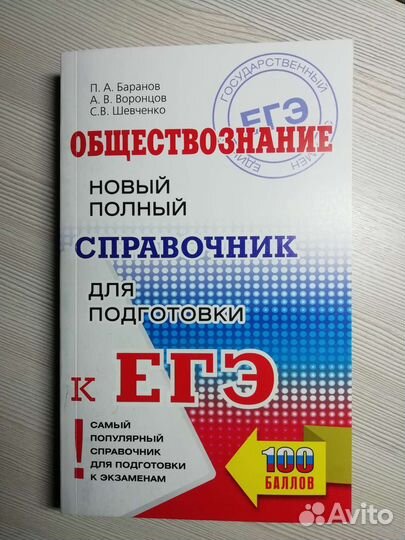 П. А. Баранов
А. В. Воронцов
С.В. Шевченко
ГОСУДАРСТВЕННЫЙ
ЕГЭ
ОБЩЕСТВОЗНАНИЕ
НОВЫЙ
ПОЛНЫЙ
СПРАВОЧНИК
ДЛЯ
ПОДГОТОВКИ
К ЕГЭ
!
САМЫЙ
ПОПУЛЯРНЫЙ
СПРАВОЧНИК
ДЛЯ ПОДГОТОВКИ
К ЭКЗАМЕНАМ
100
БАЛЛОВ
Avito